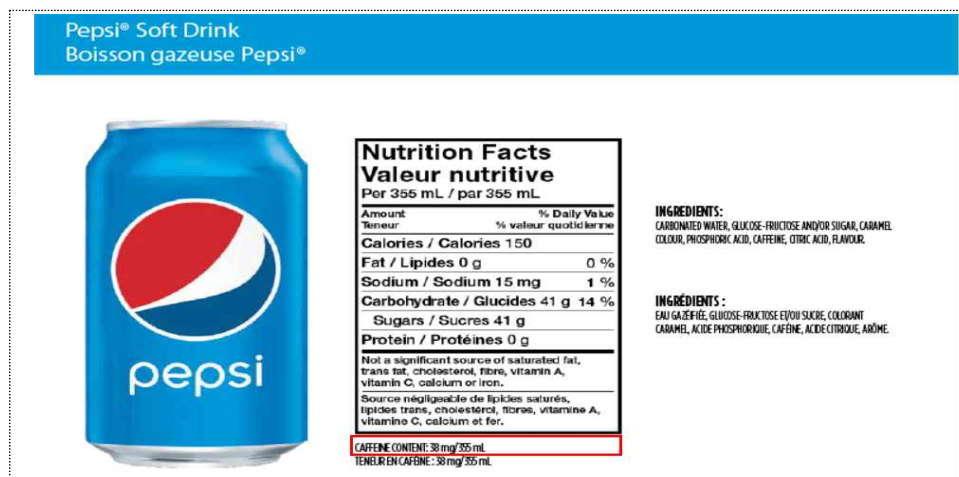 Pepsi® Soft Drink
Boisson gazeuse Pepsi®
pepsi
Nutrition Facts
Valeur nutritive
Per 355 mL / par 355 mL
Amount % Daily Value
Teneur % valeur quotidienne
Calories / Calories 150
Fat / Lipides 0 g 0 %
Sodium / Sodium 15 mg 1 %
Carbohydrate / Glucides 41 g 14 %
Sugars / Sucres 41 g
Protein / Protéines 0 g
Not a significant source of saturated fat,
trans fat, cholesterol, fibre, vitamin A,
vitamin C, calcium or iron.
Source négligeable de lipides saturés,
lipides trans, cholestérol, fibres, vitamine A,
vitamine C, calcium et fer.
CAFFEINE CONTENT: 38 mg/355 mL
TENEUR EN CAFÉINE : 38 mg/355 mL
INGREDIENTS:
CARBONATED WATER, GLUCOSE-FRUCTOSE AND/OR SUGAR, CARAMEL
COLOUR, PHOSPHORIC ACID, CAFFEINE, CITRIC ACID, FLAVOUR.
INGRÉDIENTS :
EAU GAZÉIFIÉE, GLUCOSE-FRUCTOSE ET/OU SUCRE, COLORANT
CARAMEL, ACIDE PHOSPHORIQUE, CAFÉINE, ACIDE CITRIQUE, ARÔME.